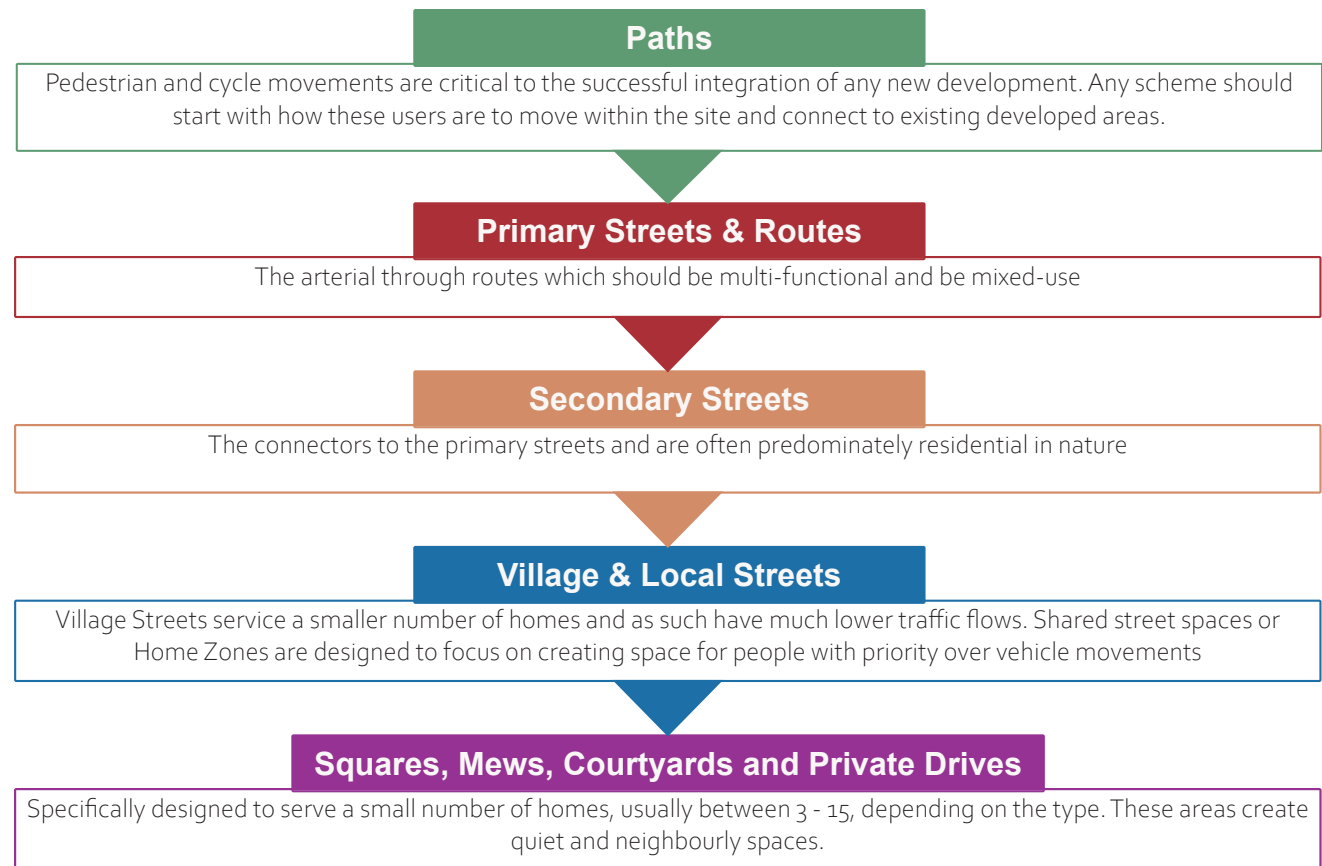 Paths
Pedestrian and cycle movements are critical to the successful integration of any new development. Any scheme should
start with how these users are to move within the site and connect to existing developed areas.
Primary Streets & Routes
The arterial through routes which should be multi-functional and be mixed-use
Secondary Streets
The connectors to the primary streets and are often predominately residential in nature
Village & Local Streets
Village Streets service a smaller number of homes and as such have much lower traffic flows. Shared street spaces or
Home Zones are designed to focus on creating space for people with priority over vehicle movements
Squares, Mews, Courtyards and Private Drives
Specifically designed to serve a small number of homes, usually between 3 - 15, depending on the type. These areas create
quiet and neighbourly spaces.